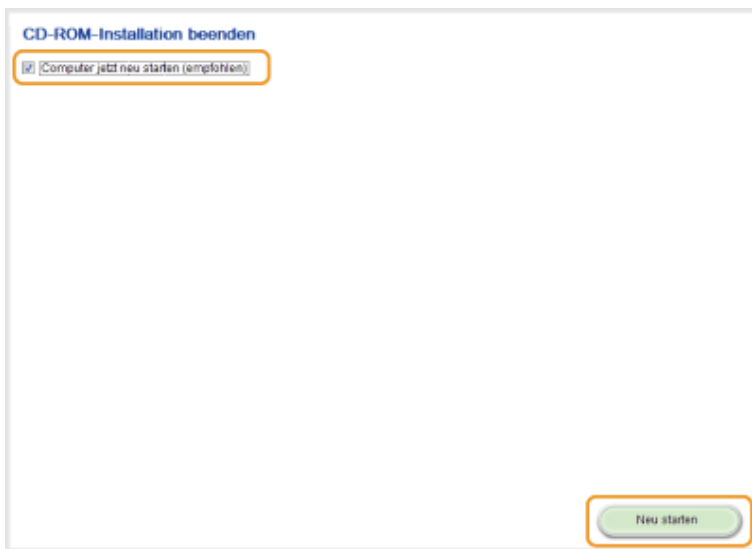 CD-ROM-Installation beenden
Computer jetzt neu starten (empfohlen)
Neu starten